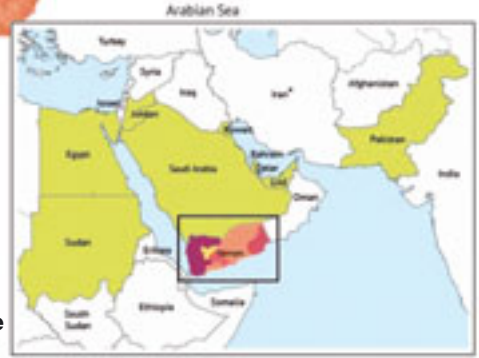 Arabian Sea
Turkey
Syria
Iraq
Iran*
Afghanistan
Israel
Jordan
Kuwait
Pakistan
Egypt
Saudi Arabia
Bahrain
Qatar
UAE
India
Oman
Sudan
Eritrea
Yemen
e
South
Sudan
Ethiopia
Somalia